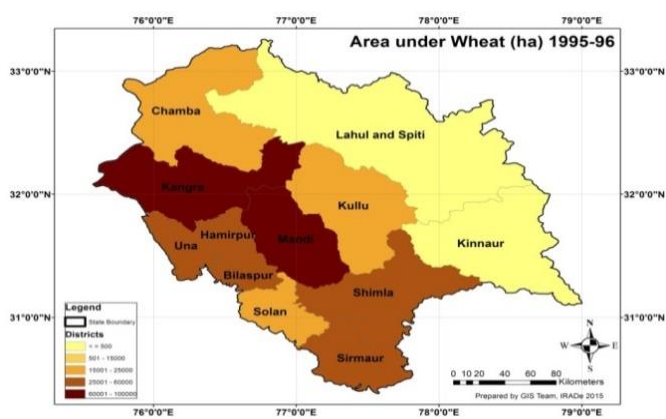 Area under Wheat (ha) 1995-96
76°0'0"E 77°0'0"E 78°0'0"E 79°0'0"E
33°0'0"N 33°0'0"N
Chamba
Lahul and Spiti
32°0'0"N 32°0'0"N
Kangra
Kullu
Hamirpur
Mandi
Una
Kinnaur
Bilaspur
Shimla
Solan
31°0'0"N 31°0'0"N
Sirmaur
Legend
State Boundary
Districts
< = 500
501 - 15000
15001 - 25000
25001 - 60000
60001 - 100000
N
W E
S
0 10 20 40 60 80
Kilometers
Prepared by GIS Team, IRADe 2015
76°0'0"E 77°0'0"E 78°0'0"E 79°0'0"E